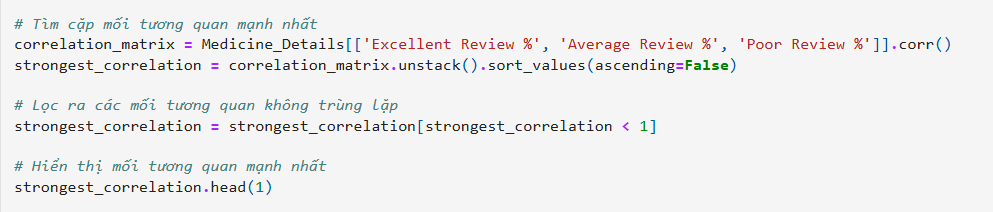 # Tìm cặp mối tương quan mạnh nhất
correlation_matrix = Medicine_Details[['Excellent Review %', 'Average Review %', 'Poor Review %']].corr()
strongest_correlation = correlation_matrix.unstack().sort_values(ascending=False)
# Lọc ra các mối tương quan không trùng lặp
strongest_correlation = strongest_correlation[strongest_correlation < 1]
# Hiển thị mối tương quan mạnh nhất
strongest_correlation.head(1)